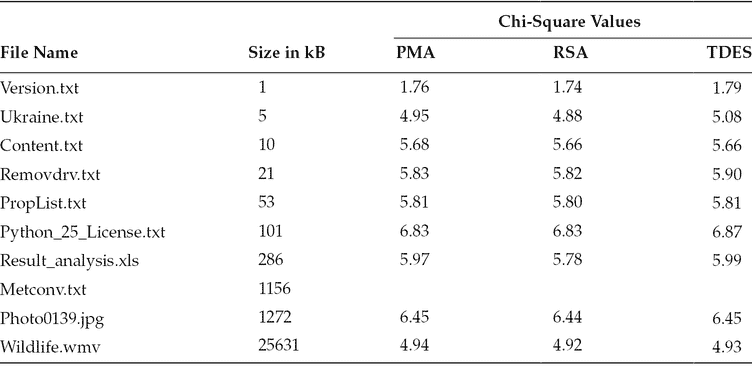 Chi-Square Values
File Name Size in kB PMA RSA TDES
Version.txt 1 1.76 1.74 1.79
Ukraine.txt 5 4.95 4.88 5.08
Content.txt 10 5.68 5.66 5.66
Removdrv.txt 21 5.83 5.82 5.90
PropList.txt 53 5.81 5.80 5.81
Python_25_License.txt 101 6.83 6.83 6.87
Result_analysis.xls 286 5.97 5.78 5.99
Metconv.txt 1156
Photo0139.jpg 1272 6.45 6.44 6.45
Wildlife.wmv 25631 4.94 4.92 4.93